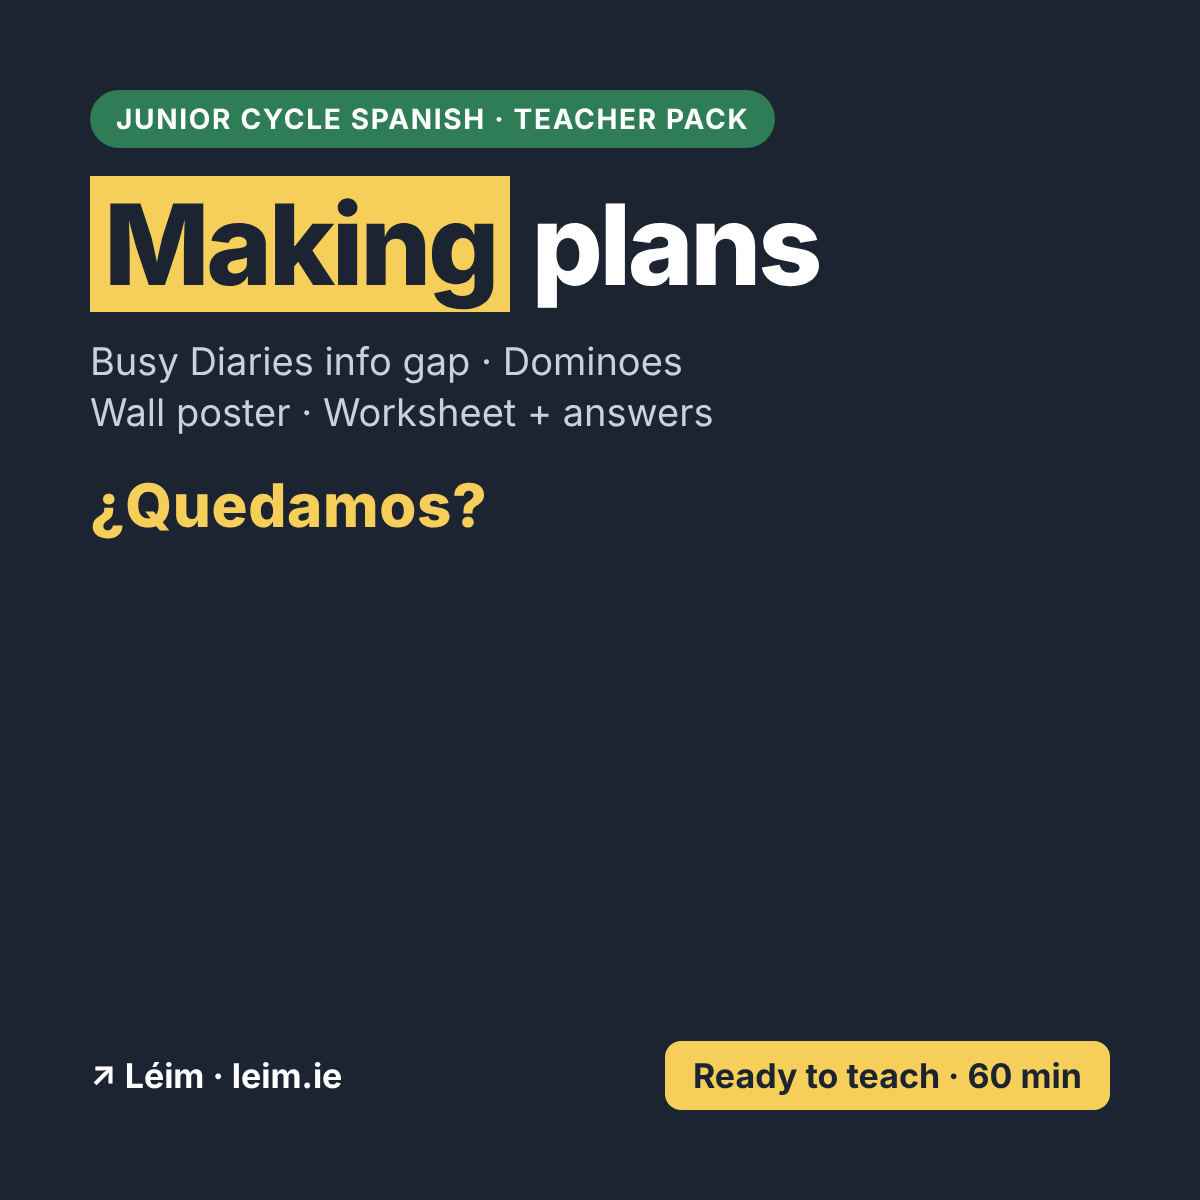 JUNIOR CYCLE SPANISH · TEACHER PACK
Making plans
Busy Diaries info gap · Dominoes
Wall poster · Worksheet + answers
¿Quedamos?
↗ Léim · leim.ie
Ready to teach · 60 min